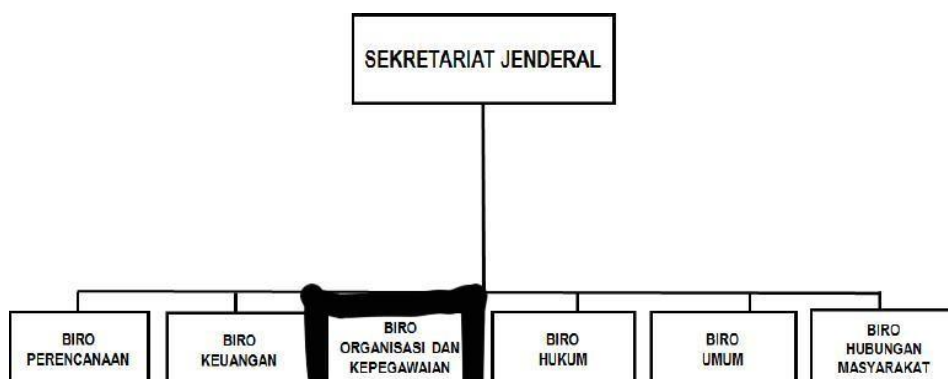 SEKRETARIAT JENDERAL
BIRO
PERENCANAAN
BIRO
KEUANGAN
BIRO
ORGANISASI DAN
KEPEGAWAIAN
BIRO
HUKUM
BIRO
UMUM
BIRO
HUBUNGAN
MASYARAKAT